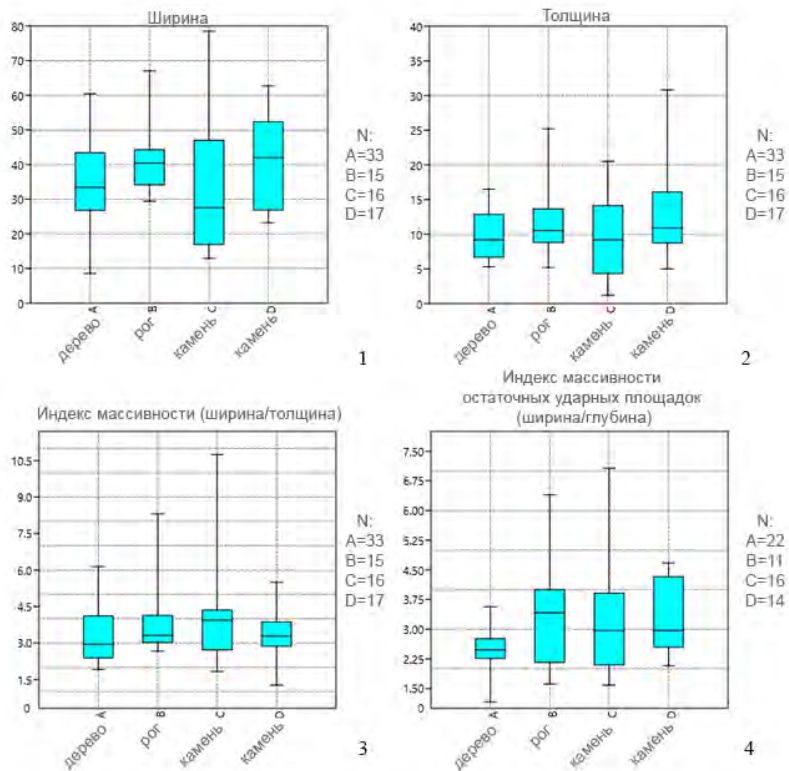 Ширина
80
70
60
50
40
30
20
10
0
A
B
C
D
дерево
рог
камень
камень
N:
A=33
B=15
C=16
D=17
1
Толщина
40
35
30
25
20
15
10
5
0
A
B
C
D
дерево
рог
камень
камень
N:
A=33
B=15
C=16
D=17
2
Индекс массивности (ширина/толщина)
10.5
9.0
7.5
6.0
4.5
3.0
1.5
0
A
B
C
D
дерево
рог
камень
камень
N:
A=33
B=15
C=16
D=17
3
Индекс массивности
остаточных ударных площадок
(ширина/глубина)
7.50
6.75
6.00
5.25
4.50
3.75
3.00
2.25
1.50
0
A
B
C
D
дерево
рог
камень
камень
N:
A=22
B=11
C=16
D=14
4